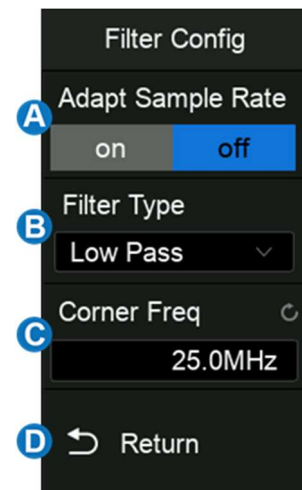 Filter Config
A Adapt Sample Rate
on off
B Filter Type
Low Pass
C Corner Freq
25.0MHz
D Return